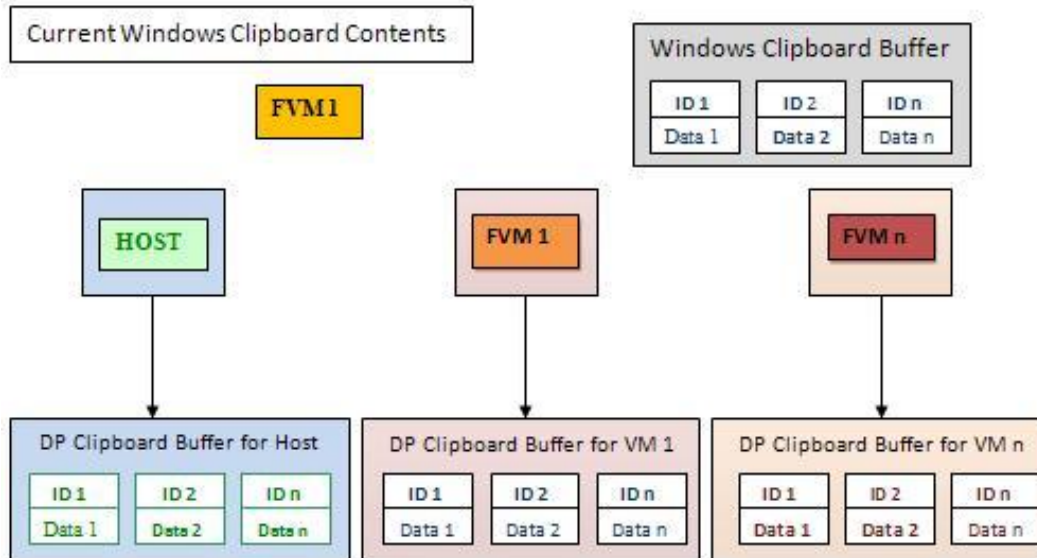 Current Windows Clipboard Contents
FVM1
Windows Clipboard Buffer
ID 1 ID 2 ID n
Data 1 Data 2 Data n
HOST
FVM 1
FVM n
DP Clipboard Buffer for Host
ID 1 ID 2 ID n
Data 1 Data 2 Data n
DP Clipboard Buffer for VM 1
ID 1 ID 2 ID n
Data 1 Data 2 Data n
DP Clipboard Buffer for VM n
ID 1 ID 2 ID n
Data 1 Data 2 Data n